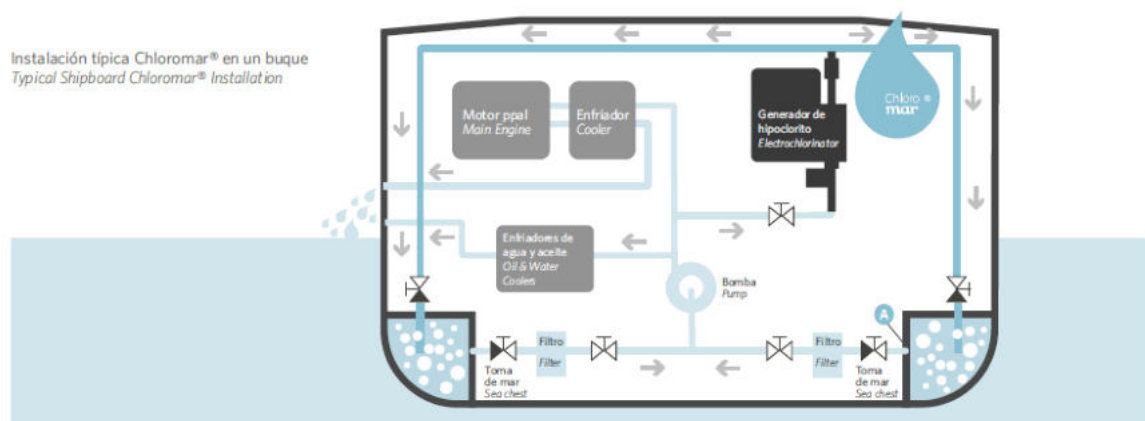 Instalación típica Chloromar® en un buque
Typical Shipboard Chloromar® Installation
Motor ppal
Main Engine
Enfriador
Cooler
Generador de
hipoclorito
Electrochlorinator
Chloro ®
mar
Enfriadores de
agua y aceite
Oil & Water
Coolers
Bomba
Pump
A
Filtro
Filter
Filtro
Filter
Toma
de mar
Sea chest
Toma
de mar
Sea chest